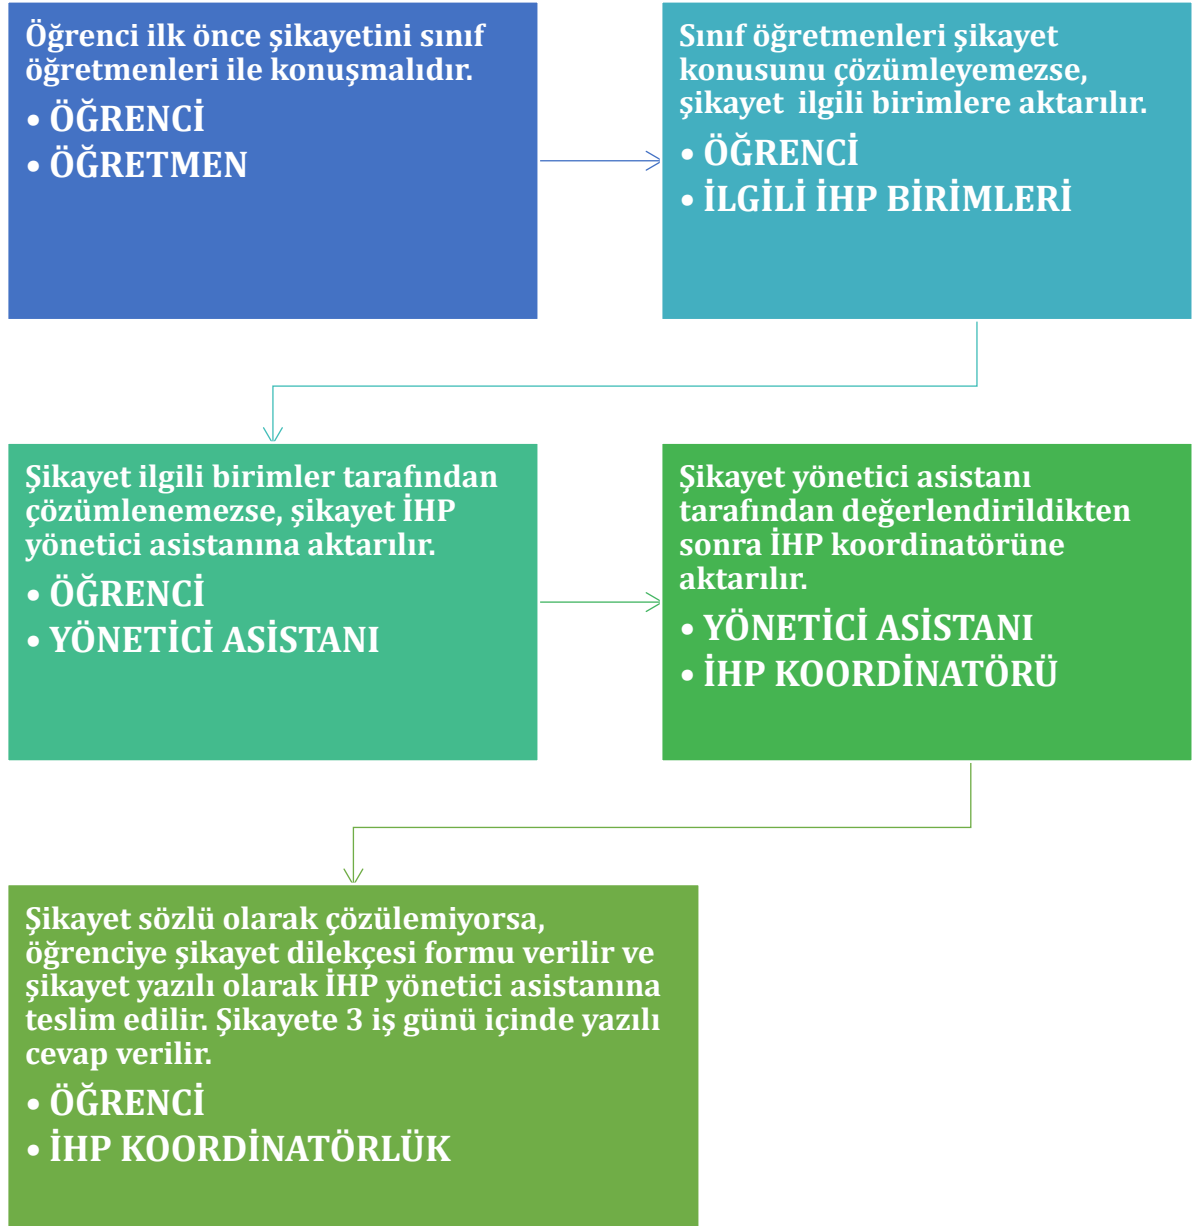 Öğrenci ilk önce şikayetini sınıf
öğretmenleri ile konuşmalıdır.
• ÖĞRENCİ
• ÖĞRETMEN
Sınıf öğretmenleri şikayet
konusunu çözümleyemezse,
şikayet  ilgili birimlere aktarılır.
• ÖĞRENCİ
• İLGİLİ İHP BİRİMLERİ
Şikayet ilgili birimler tarafından
çözümlenemezse, şikayet İHP
yönetici asistanına aktarılır.
• ÖĞRENCİ
• YÖNETİCİ ASİSTANI
Şikayet yönetici asistanı
tarafından değerlendirildikten
sonra İHP koordinatörüne
aktarılır.
• YÖNETİCİ ASİSTANI
• İHP KOORDİNATÖRÜ
Şikayet sözlü olarak çözülemiyorsa,
öğrenciye şikayet dilekçesi formu verilir ve
şikayet yazılı olarak İHP yönetici asistanına
teslim edilir. Şikayete 3 iş günü içinde yazılı
cevap verilir.
• ÖĞRENCİ
• İHP KOORDİNATÖRLÜK